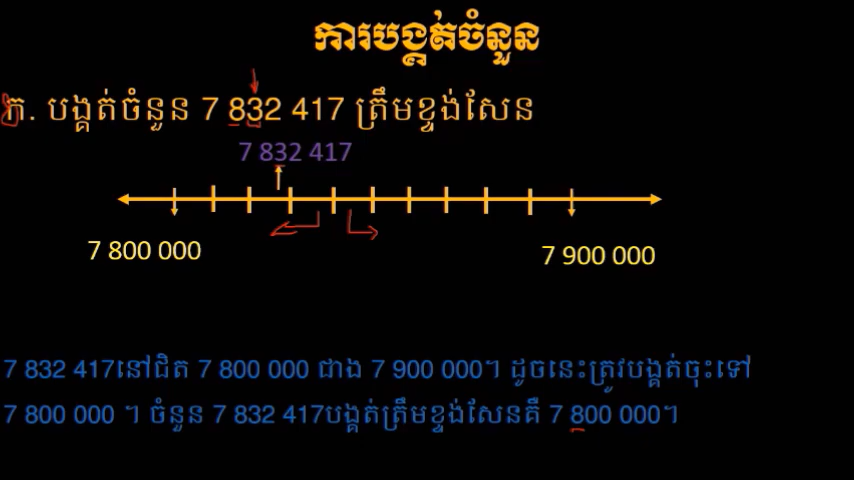 ការបង្គត់ចំនួន
ក. បង្គត់ចំនួន 7 832 417 ត្រឹមខ្ទង់សែន
7 832 417
7 800 000
7 900 000
7 832 417នៅជិត 7 800 000 ជាង 7 900 000។ ដូចនេះត្រូវបង្គត់ចុះទៅ
7 800 000 ។ ចំនួន 7 832 417បង្គត់ត្រឹមខ្ទង់សែនគឺ 7 800 000។